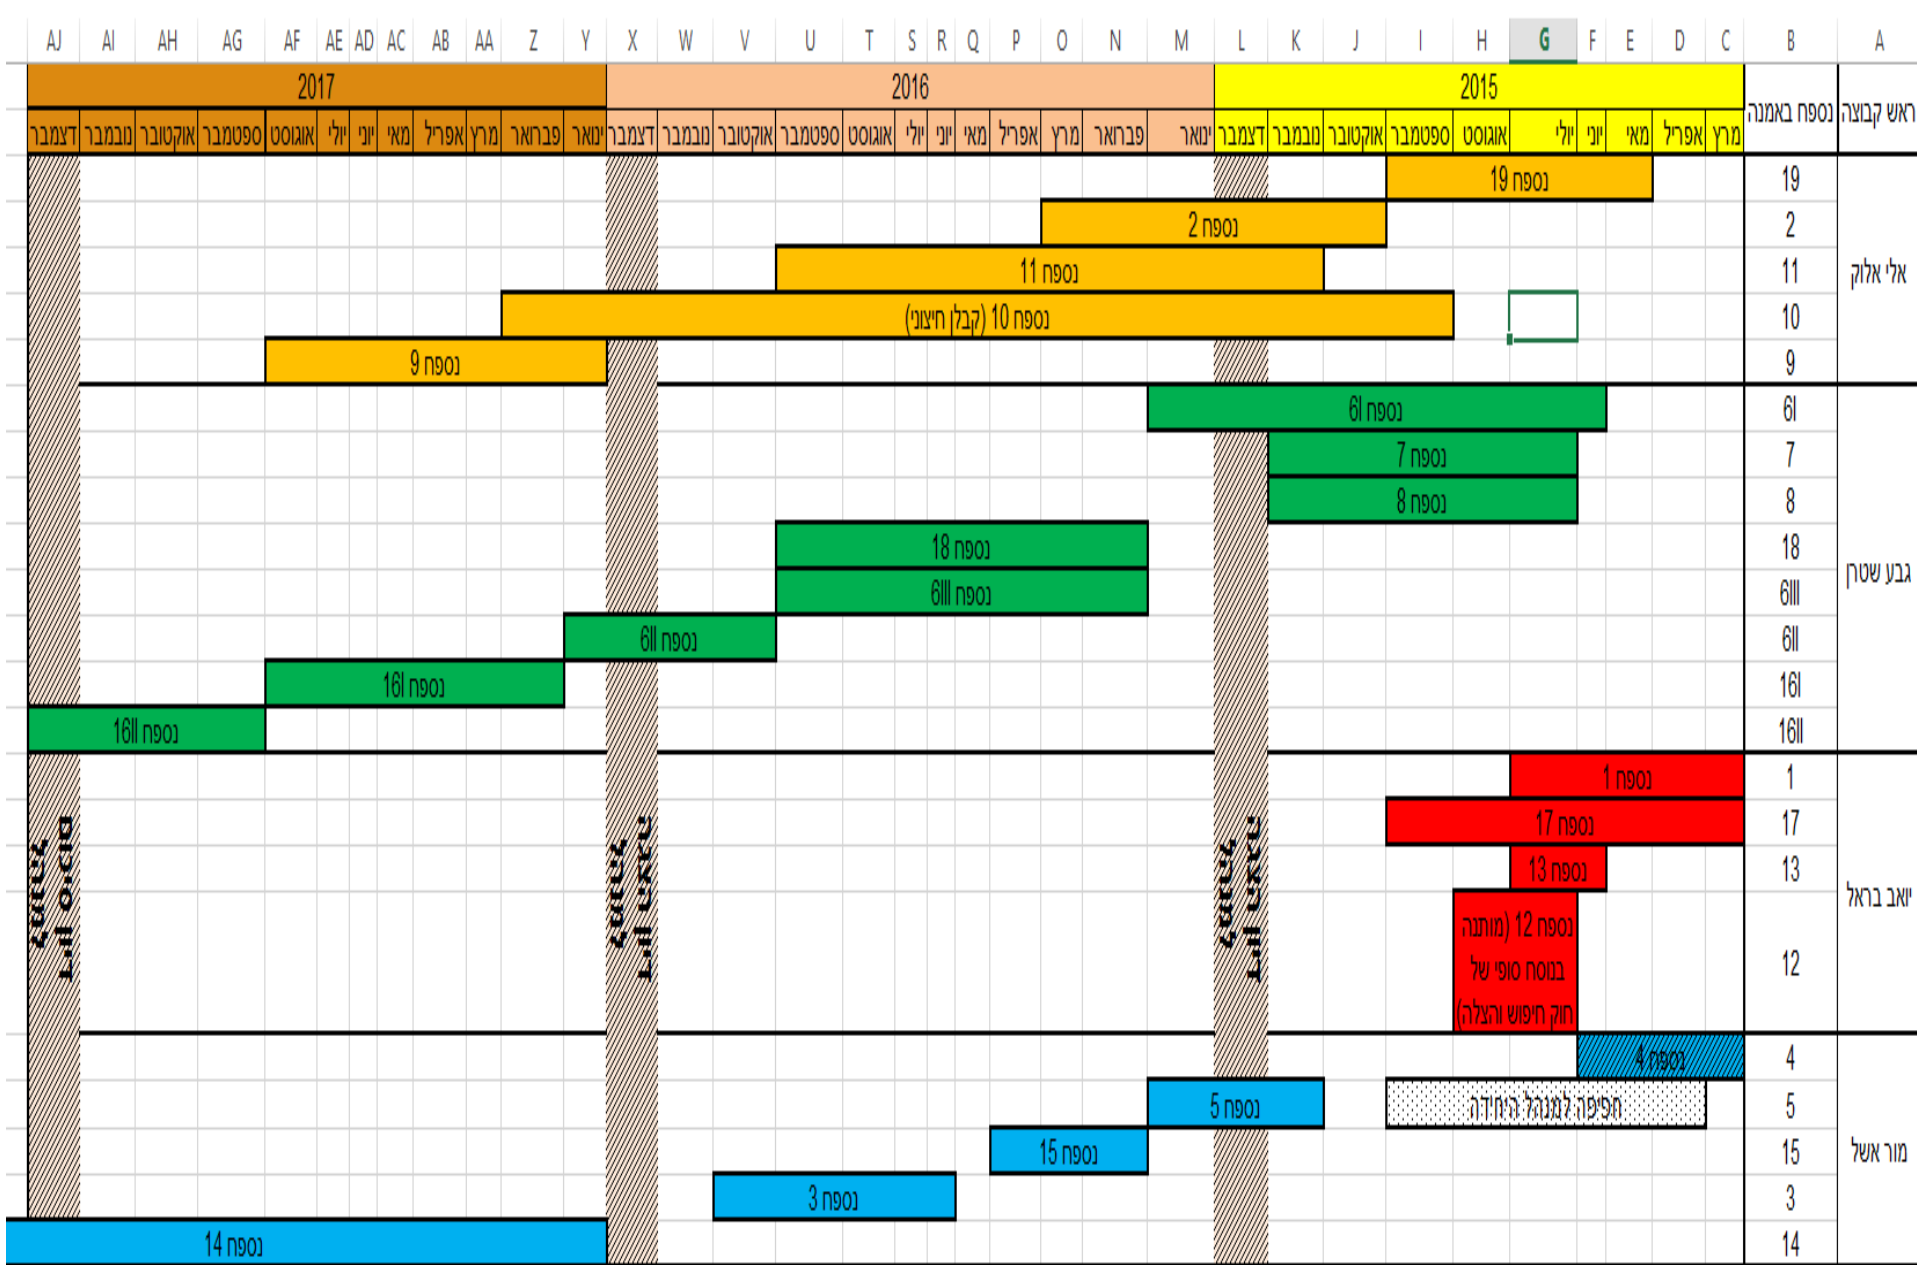 A B C D E F G H I J K L M N O P Q R S T U V W X Y Z AA AB AC AD AE AF AG AH AI AJ
ראש קבוצה נספח באמנה 2015 2016 2017
מרץ אפריל מאי יוני יולי אוגוסט ספטמבר אוקטובר נובמבר דצמבר ינואר פברואר מרץ אפריל מאי יוני יולי אוגוסט ספטמבר אוקטובר נובמבר דצמבר ינואר פברואר מרץ אפריל מאי יוני יולי אוגוסט ספטמבר אוקטובר נובמבר דצמבר
אלי אלוק
19 נספח 19
2 נספח 2
11 נספח 11
10 נספח 10 (קבלן חיצוני)
9 נספח 9
גבע שטרן
6I נספח 6I
7 נספח 7
8 נספח 8
18 נספח 18
6III נספח 6III
6II נספח 6II
16I נספח 16I
16II נספח 16II
יואב בראל
1 נספח 1
17 נספח 17
13 נספח 13
12 נספח 12 (מותנה
בנוסח סופי של
חוק חיפוש והצלה)
מור אשל
4 נספח 4
5 חפיפה למנהל היחידה נספח 5
15 נספח 15
3 נספח 3
14 נספח 14